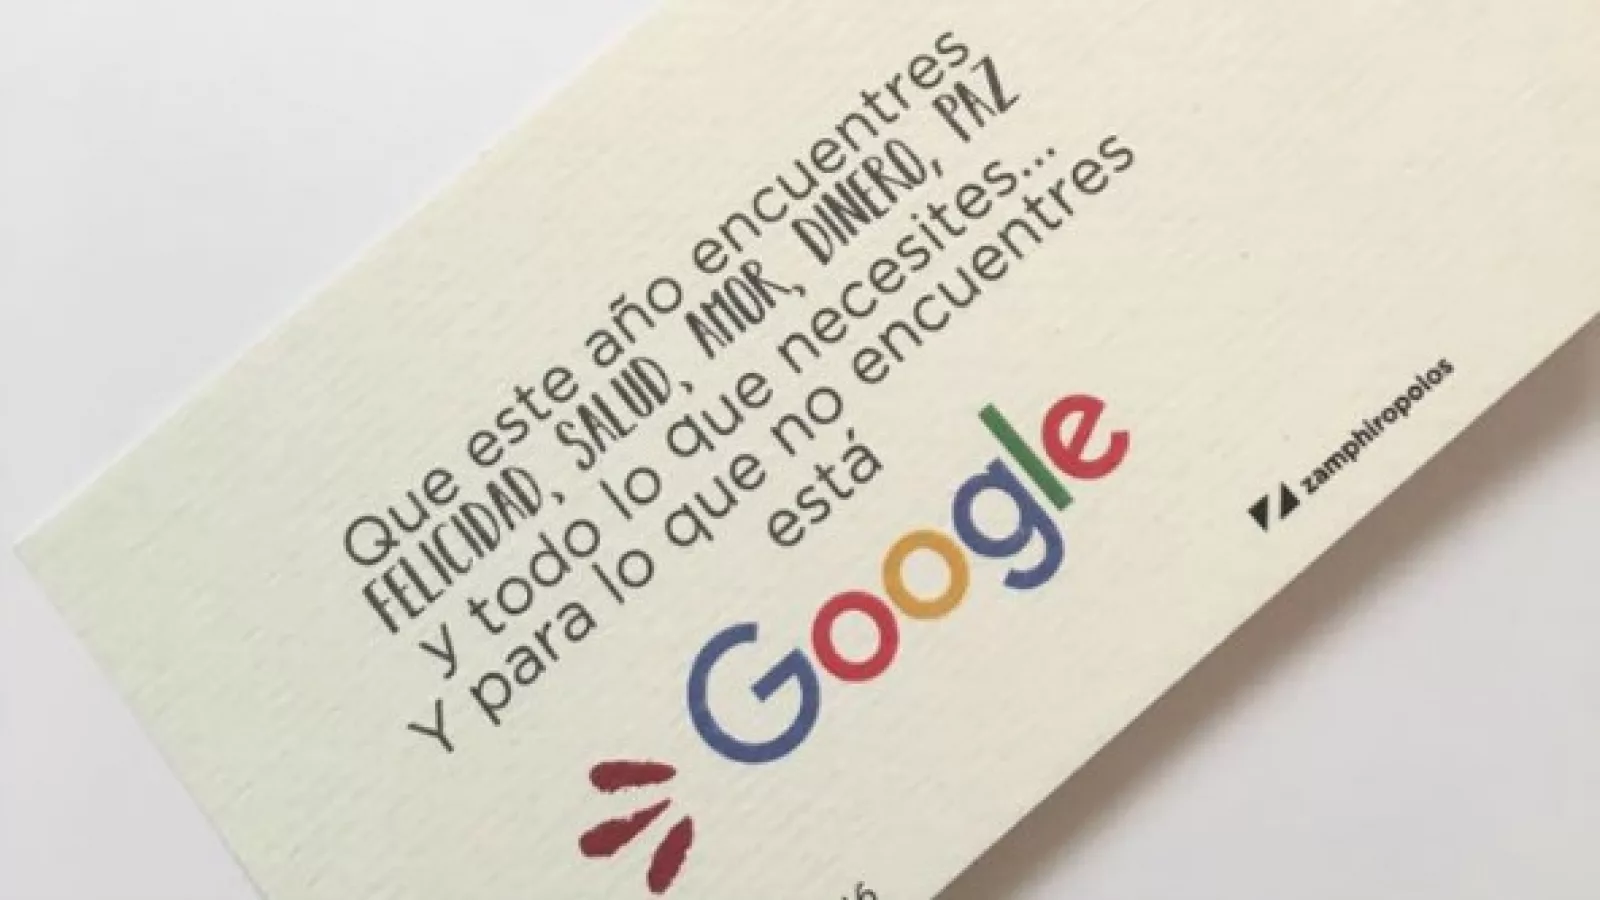 Que este año encuentres
FELICIDAD, SALUD, AMOR, DINERO, PAZ
y todo lo que necesites...
Y para lo que no encuentres
está
Google
zamphiropolos